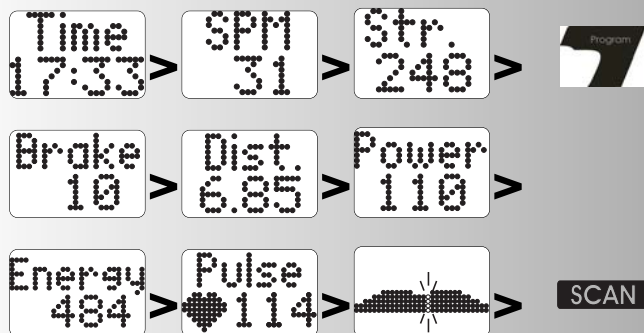 Time
17:33
>
SPM
31
>
Str.
248
>
Program
Brake
10
>
Dist.
6.85
>
Power
110
>
Energy
484
>
Pulse
114
>
>
SCAN